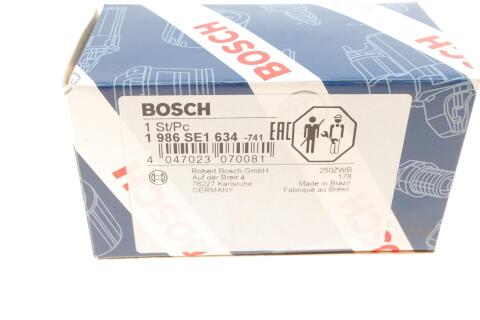 BOSCH
BOSCH
BOSCH
BOSCH
1 St/Pc
1 986 SE1 634 -741
EAC
4 047023 070081
Robert Bosch GmbH
Auf der Breit 4
76227 Karlsruhe
GERMANY
250ZWB
178
Made in Brazil
Fabriqué au Brésil